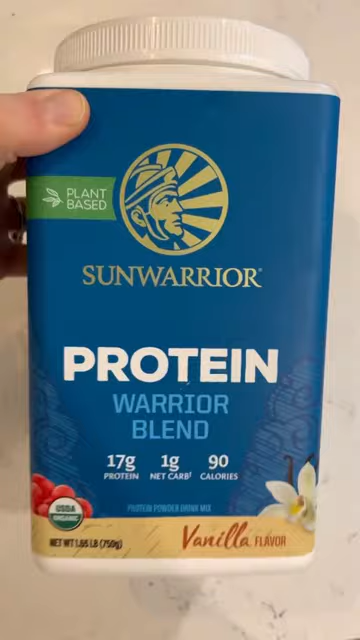 PLANT
BASED
SUNWARRIOR
PROTEIN
WARRIOR
BLEND
17g 1g 90
PROTEIN NET CARB† CALORIES
USDA
ORGANIC
PROTEIN POWDER DRINK MIX
NET WT 1.65 LB (750g)
Vanilla FLAVOR